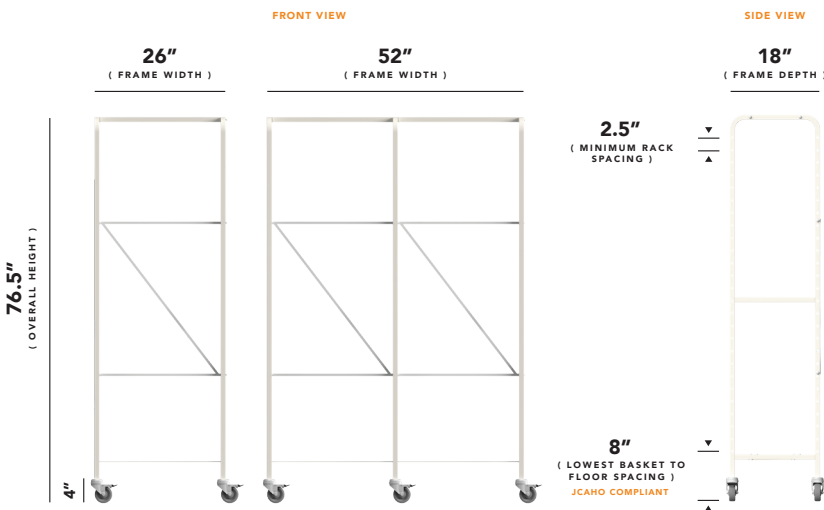 FRONT VIEW
SIDE VIEW
26”
( FRAME WIDTH )
52”
( FRAME WIDTH )
18”
( FRAME DEPTH )
2.5”
( MINIMUM RACK
SPACING )
76.5”
( OVERALL HEIGHT )
8”
( LOWEST BASKET TO
FLOOR SPACING )
JCAHO COMPLIANT
4”